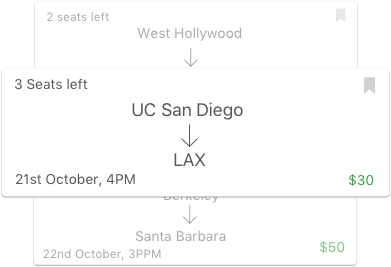 2 seats left
West Hollywood
3 Seats left
UC San Diego
LAX
21st October, 4PM
$30
Berkeley
Santa Barbara
22nd October, 3PPM
$50